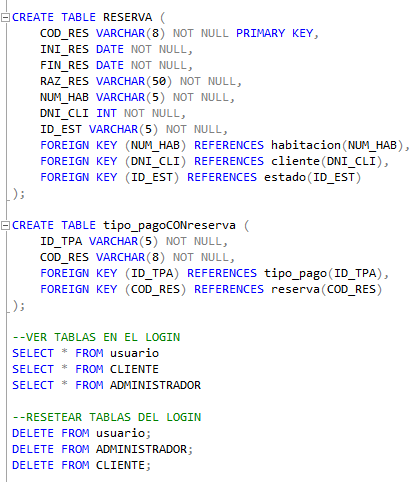 CREATE TABLE RESERVA (
COD_RES VARCHAR(8) NOT NULL PRIMARY KEY,
INI_RES DATE NOT NULL,
FIN_RES DATE NOT NULL,
RAZ_RES VARCHAR(50) NOT NULL,
NUM_HAB VARCHAR(5) NOT NULL,
DNI_CLI INT NOT NULL,
ID_EST VARCHAR(5) NOT NULL,
FOREIGN KEY (NUM_HAB) REFERENCES habitacion(NUM_HAB),
FOREIGN KEY (DNI_CLI) REFERENCES cliente(DNI_CLI),
FOREIGN KEY (ID_EST) REFERENCES estado(ID_EST)
);
CREATE TABLE tipo_pagoCONreserva (
ID_TPA VARCHAR(5) NOT NULL,
COD_RES VARCHAR(8) NOT NULL,
FOREIGN KEY (ID_TPA) REFERENCES tipo_pago(ID_TPA),
FOREIGN KEY (COD_RES) REFERENCES reserva(COD_RES)
);
--VER TABLAS EN EL LOGIN
SELECT * FROM usuario
SELECT * FROM CLIENTE
SELECT * FROM ADMINISTRADOR
--RESETEAR TABLAS DEL LOGIN
DELETE FROM usuario;
DELETE FROM ADMINISTRADOR;
DELETE FROM CLIENTE;